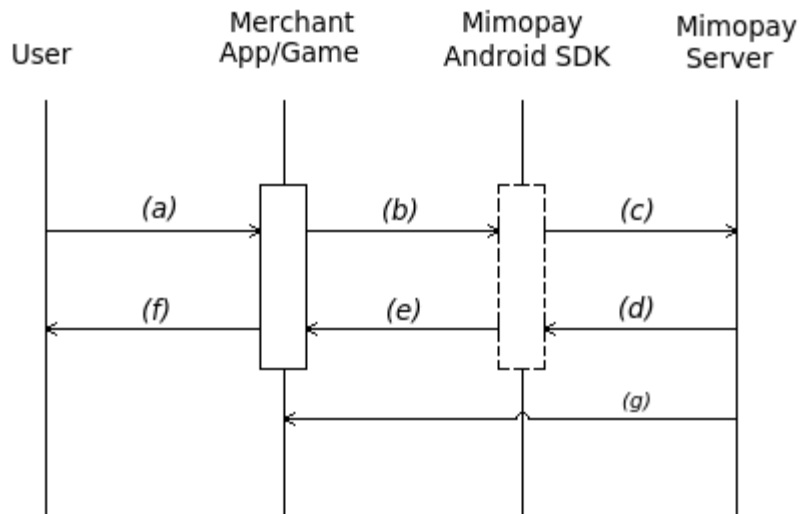 User
Merchant
App/Game
Mimopay
Android SDK
Mimopay
Server
(a)
(b)
(c)
(f)
(e)
(d)
(g)